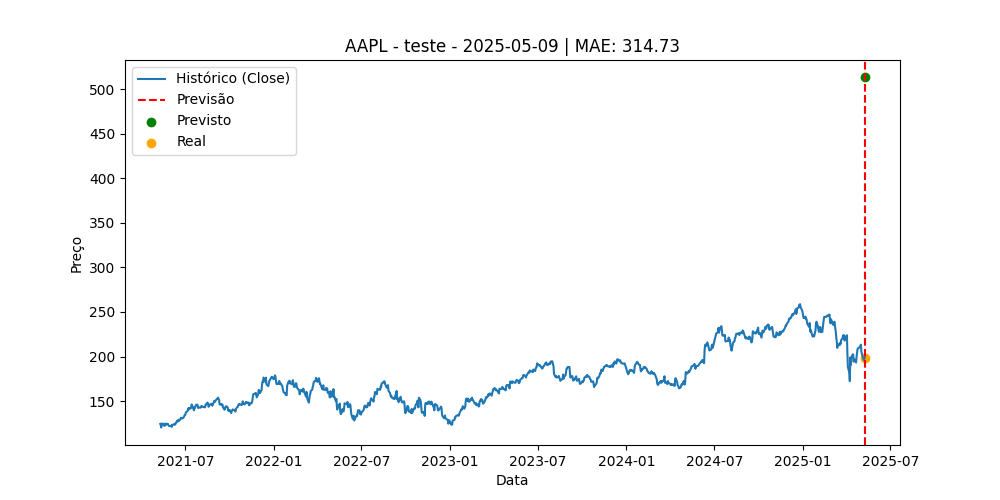 AAPL - teste - 2025-05-09 | MAE: 314.73
Histórico (Close)
Previsão
Previsto
Real
500
450
400
350
300
250
200
150
Preço
2021-07 2022-01 2022-07 2023-01 2023-07 2024-01 2024-07 2025-01 2025-07
Data